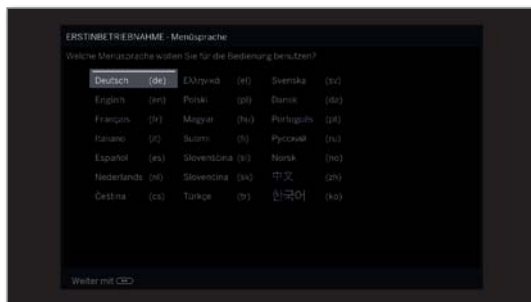 ERSTINBETRIEBNAHME - Menüsprache
Welche Menüsprache wollen Sie für die Bedienung benutzen?
Deutsch (de) Ελληνικά (el) Svenska (sv)
English (en) Polski (pl) Dansk (da)
Français (fr) Magyar (hu) Português (pt)
Italiano (it) Suomi (fi) Русский (ru)
Español (es) Slovenščina (sl) Norsk (no)
Nederlands (nl) Slovenčina (sk) 中文 (zh)
Čeština (cs) Türkçe (tr) 한국어 (ko)
Weiter mit OK